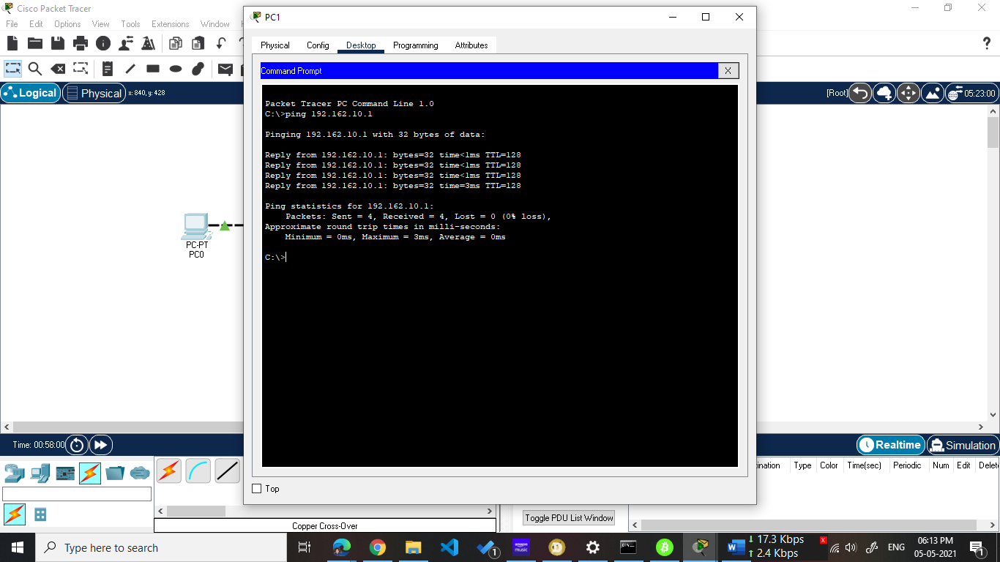 Cisco Packet Tracer
File Edit Options View Tools Extensions Window
Logical
Physical
x: 840, y: 428
[Root]
05:23:00
PC-PT
PC0
PC1
Physical Config Desktop Programming Attributes
Command Prompt
X
Packet Tracer PC Command Line 1.0
C:\>ping 192.162.10.1
Pinging 192.162.10.1 with 32 bytes of data:
Reply from 192.162.10.1: bytes=32 time<1ms TTL=128
Reply from 192.162.10.1: bytes=32 time<1ms TTL=128
Reply from 192.162.10.1: bytes=32 time<1ms TTL=128
Reply from 192.162.10.1: bytes=32 time=3ms TTL=128
Ping statistics for 192.162.10.1:
Packets: Sent = 4, Received = 4, Lost = 0 (0% loss),
Approximate round trip times in milli-seconds:
Minimum = 0ms, Maximum = 3ms, Average = 0ms
C:\>
Top
Time: 00:58:00
Realtime
Simulation
ination Type Color Time(sec) Periodic Num Edit Delet
Toggle PDU List Window
Copper Cross-Over
Type here to search
1
amazon music
W
17.3 Kbps
2.4 Kbps
x
ENG
06:13 PM
05-05-2021
1